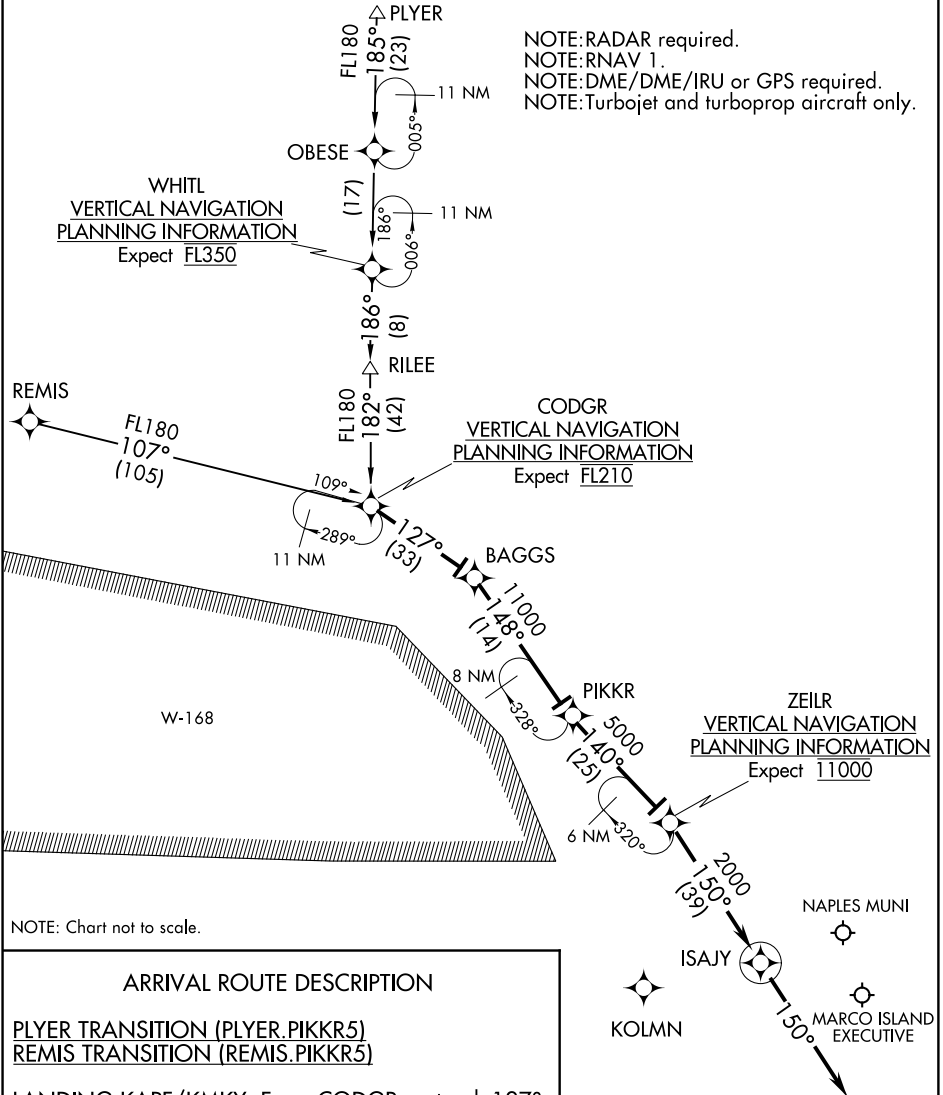 PLYER
FL180
185°
(23)
NOTE:RADAR required.
NOTE:RNAV 1.
NOTE:DME/DME/IRU or GPS required.
NOTE:Turbojet and turboprop aircraft only.
11 NM
005°
OBESE
(17)
186°
11 NM
006°
WHITL
VERTICAL NAVIGATION
PLANNING INFORMATION
Expect FL350
186°
(8)
RILEE
REMIS
FL180
107°
(105)
FL180
182°
(42)
CODGR
VERTICAL NAVIGATION
PLANNING INFORMATION
Expect FL210
109°
289°
11 NM
127°
(33)
BAGGS
11000
148°
(14)
8 NM
328°
PIKKR
W-168
5000
140°
(25)
ZEILR
VERTICAL NAVIGATION
PLANNING INFORMATION
Expect 11000
6 NM
320°
2000
150°
(39)
NAPLES MUNI
NOTE: Chart not to scale.
ISAJY
KOLMN
MARCO ISLAND
EXECUTIVE
150°
ARRIVAL ROUTE DESCRIPTION
PLYER TRANSITION (PLYER.PIKKR5)
REMIS TRANSITION (REMIS.PIKKR5)